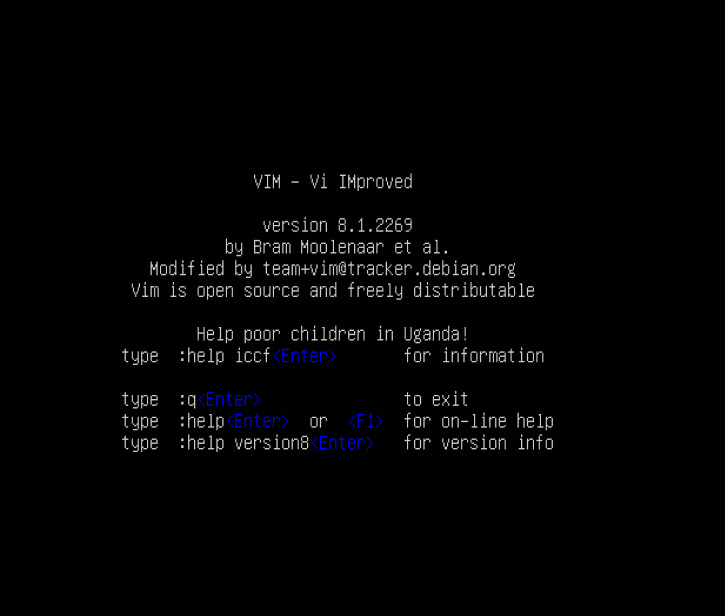 VIM - Vi IMproved
version 8.1.2269
by Bram Moolenaar et al.
Modified by team+vim@tracker.debian.org
Vim is open source and freely distributable
Help poor children in Uganda!
type  :help iccf<Enter>       for information
type  :q<Enter>               to exit
type  :help<Enter>  or  <F1>  for on-line help
type  :help version8<Enter>   for version info